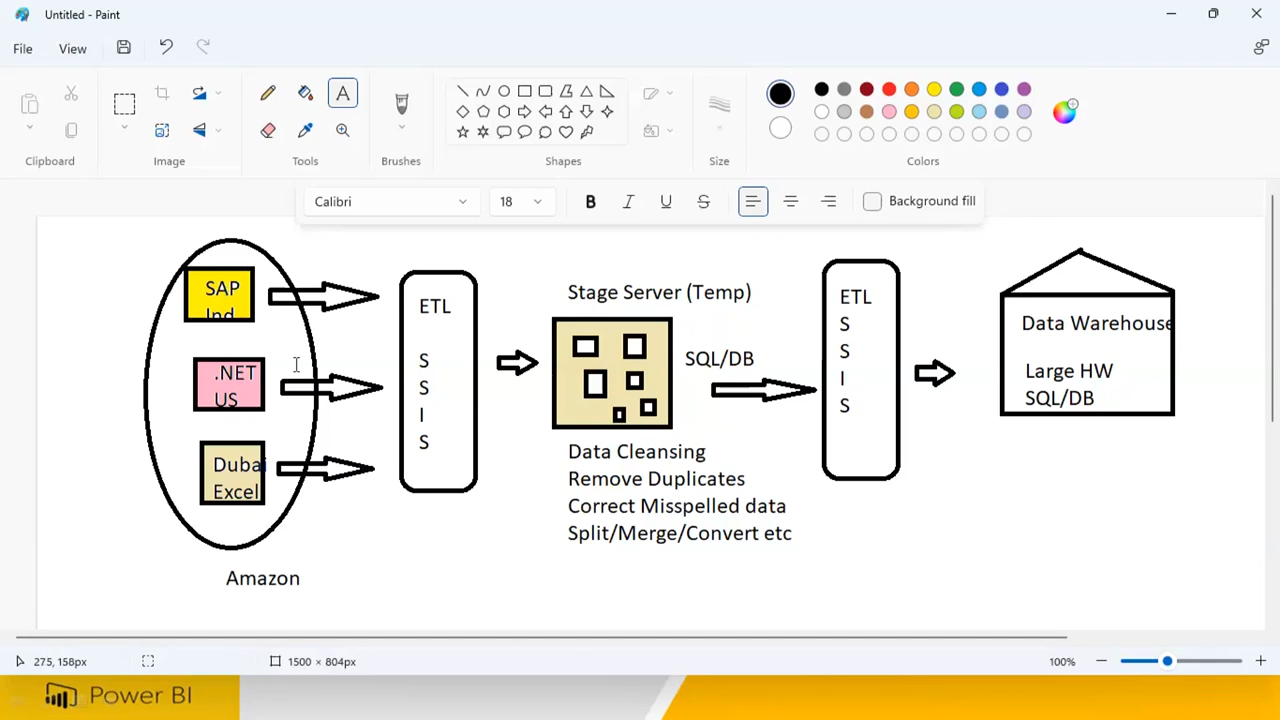 Untitled - Paint
File
View
Clipboard
Image
Tools
Brushes
Shapes
Size
Colors
Calibri
18
B
I
U
S
Background fill
SAP
Ind
.NET
US
Dubai
Excel
Amazon
ETL
S
S
I
S
Stage Server (Temp)
SQL/DB
Data Cleansing
Remove Duplicates
Correct Misspelled data
Split/Merge/Convert etc
ETL
S
S
I
S
Data Warehouse
Large HW
SQL/DB
275, 158px
1500 × 804px
100%
Power BI